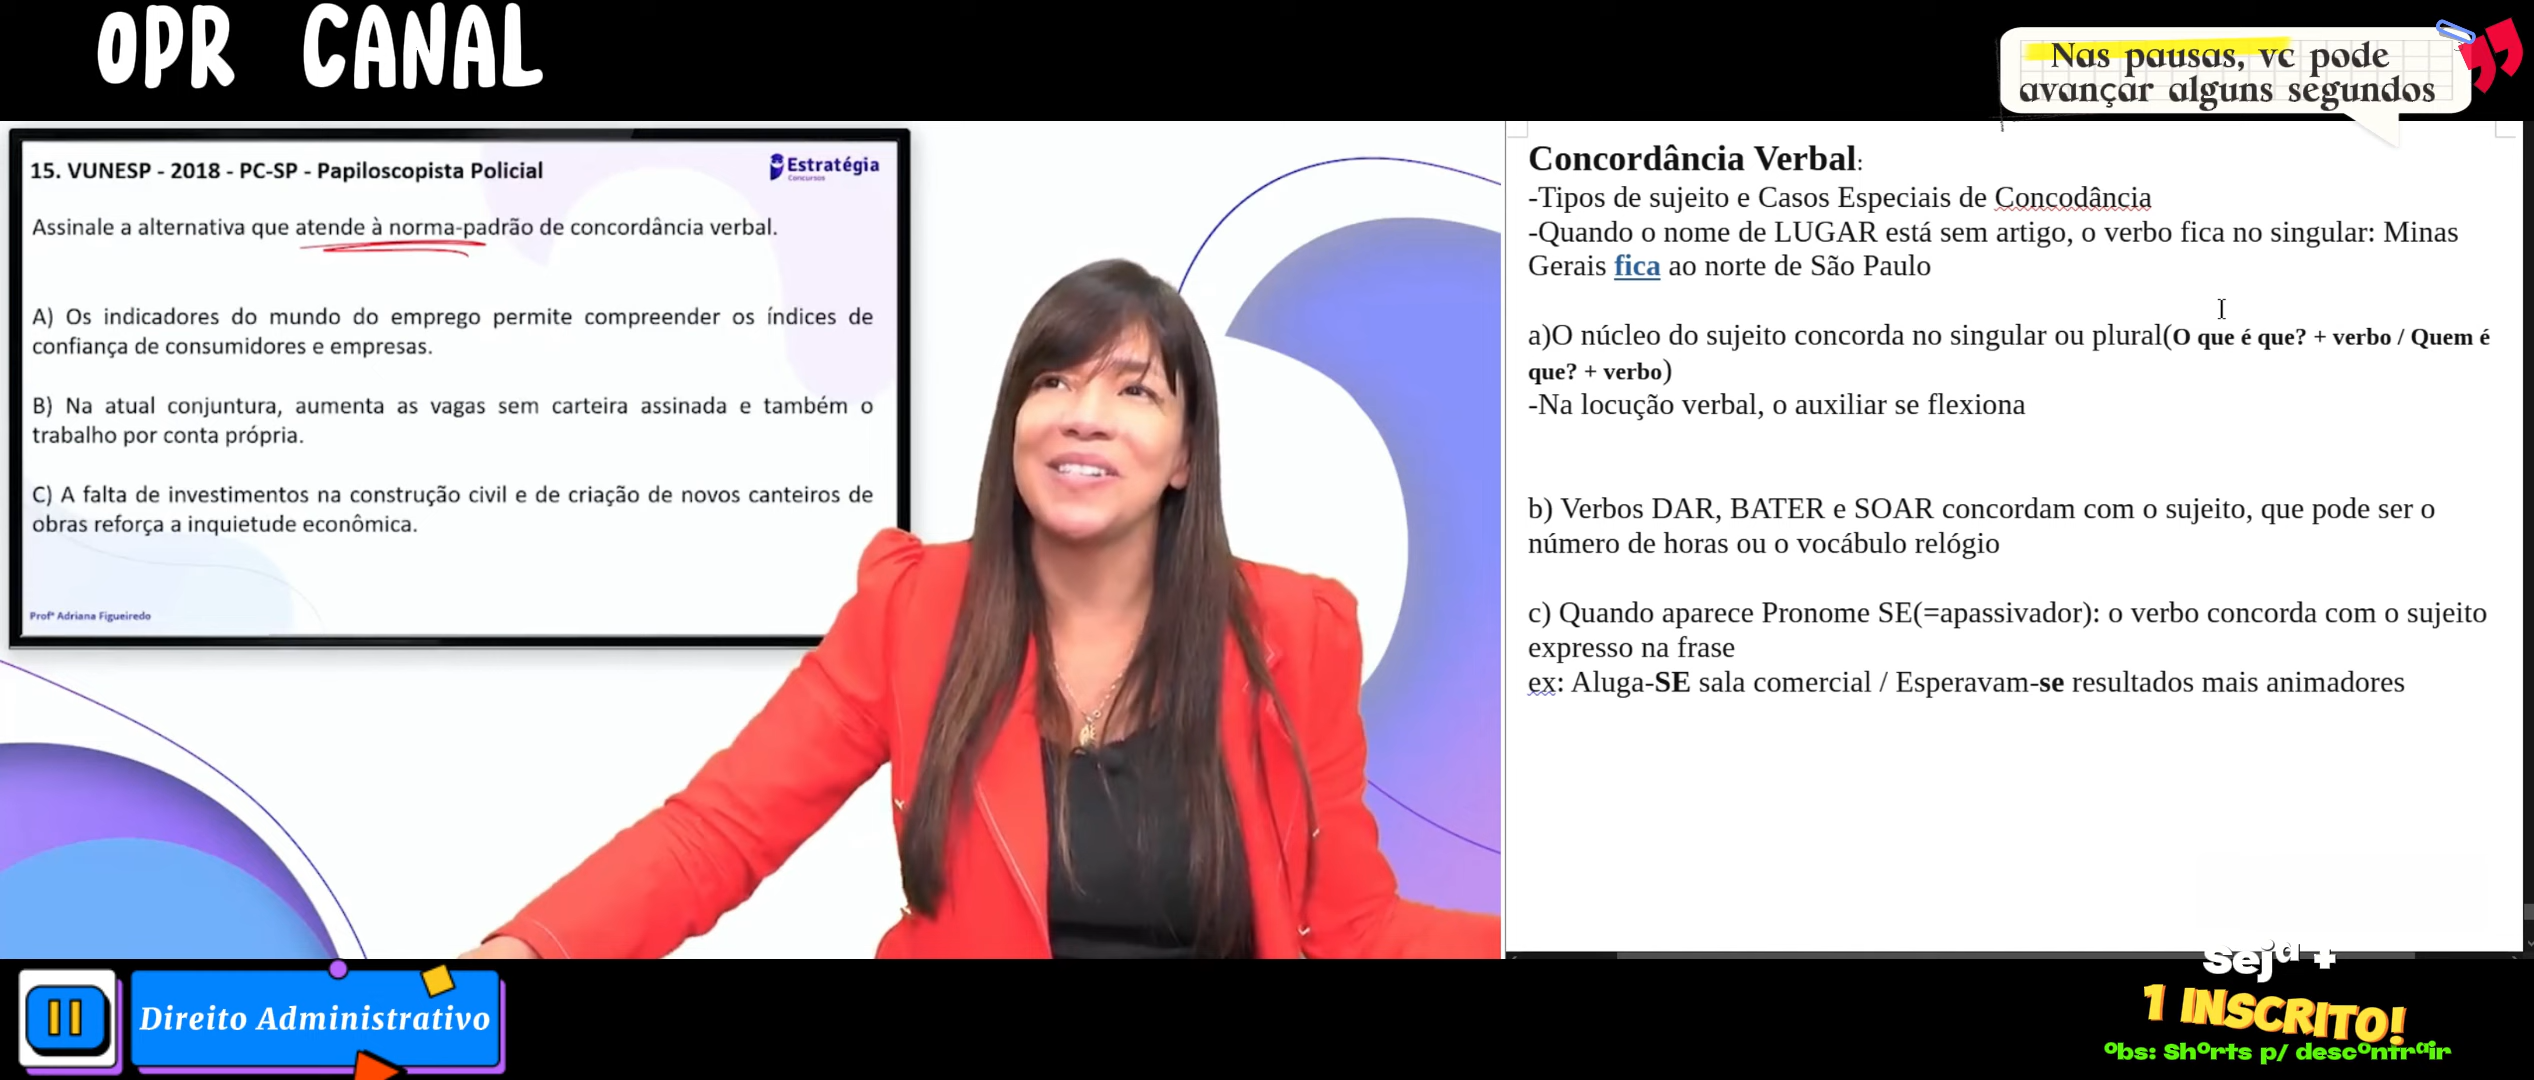 OPR CANAL
Nas pausas, vc pode
avançar alguns segundos
15. VUNESP - 2018 - PC-SP - Papiloscopista Policial
Estratégia
Concursos
Assinale a alternativa que atende à norma-padrão de concordância verbal.
A) Os indicadores do mundo do emprego permite compreender os índices de
confiança de consumidores e empresas.
B) Na atual conjuntura, aumenta as vagas sem carteira assinada e também o
trabalho por conta própria.
C) A falta de investimentos na construção civil e de criação de novos canteiros de
obras reforça a inquietude econômica.
Profª Adriana Figueiredo
Concordância Verbal:
-Tipos de sujeito e Casos Especiais de Concodância
-Quando o nome de LUGAR está sem artigo, o verbo fica no singular: Minas
Gerais fica ao norte de São Paulo
a)O núcleo do sujeito concorda no singular ou plural(O que é que? + verbo / Quem é
que? + verbo)
-Na locução verbal, o auxiliar se flexiona
b) Verbos DAR, BATER e SOAR concordam com o sujeito, que pode ser o
número de horas ou o vocábulo relógio
c) Quando aparece Pronome SE(=apassivador): o verbo concorda com o sujeito
expresso na frase
ex: Aluga-SE sala comercial / Esperavam-se resultados mais animadores
Direito Administrativo
Seja +
1 INSCRITO!
obs: Shorts p/ descontrair